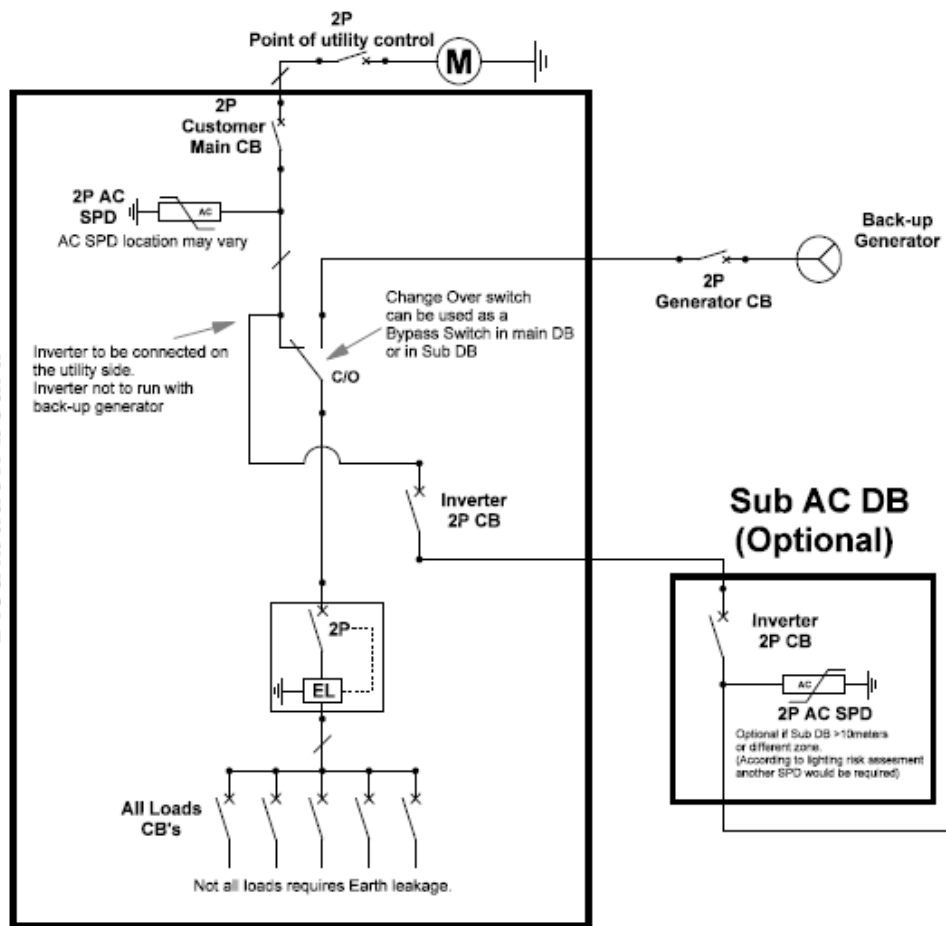 2P
Point of utility control
M
2P
Customer
Main CB
2P AC
SPD
AC
AC SPD location may vary
Back-up
Generator
2P
Generator CB
Change Over switch
can be used as a
Bypass Switch in main DB
or in Sub DB
Inverter to be connected on
the utility side.
Inverter not to run with
back-up generator
C/O
Inverter
2P CB
Sub AC DB
(Optional)
Inverter
2P CB
AC
2P AC SPD
Optional if Sub DB >10meters
or different zone.
(According to lighting risk assesment
another SPD would be required)
2P
EL
All Loads
CB's
Not all loads requires Earth leakage.